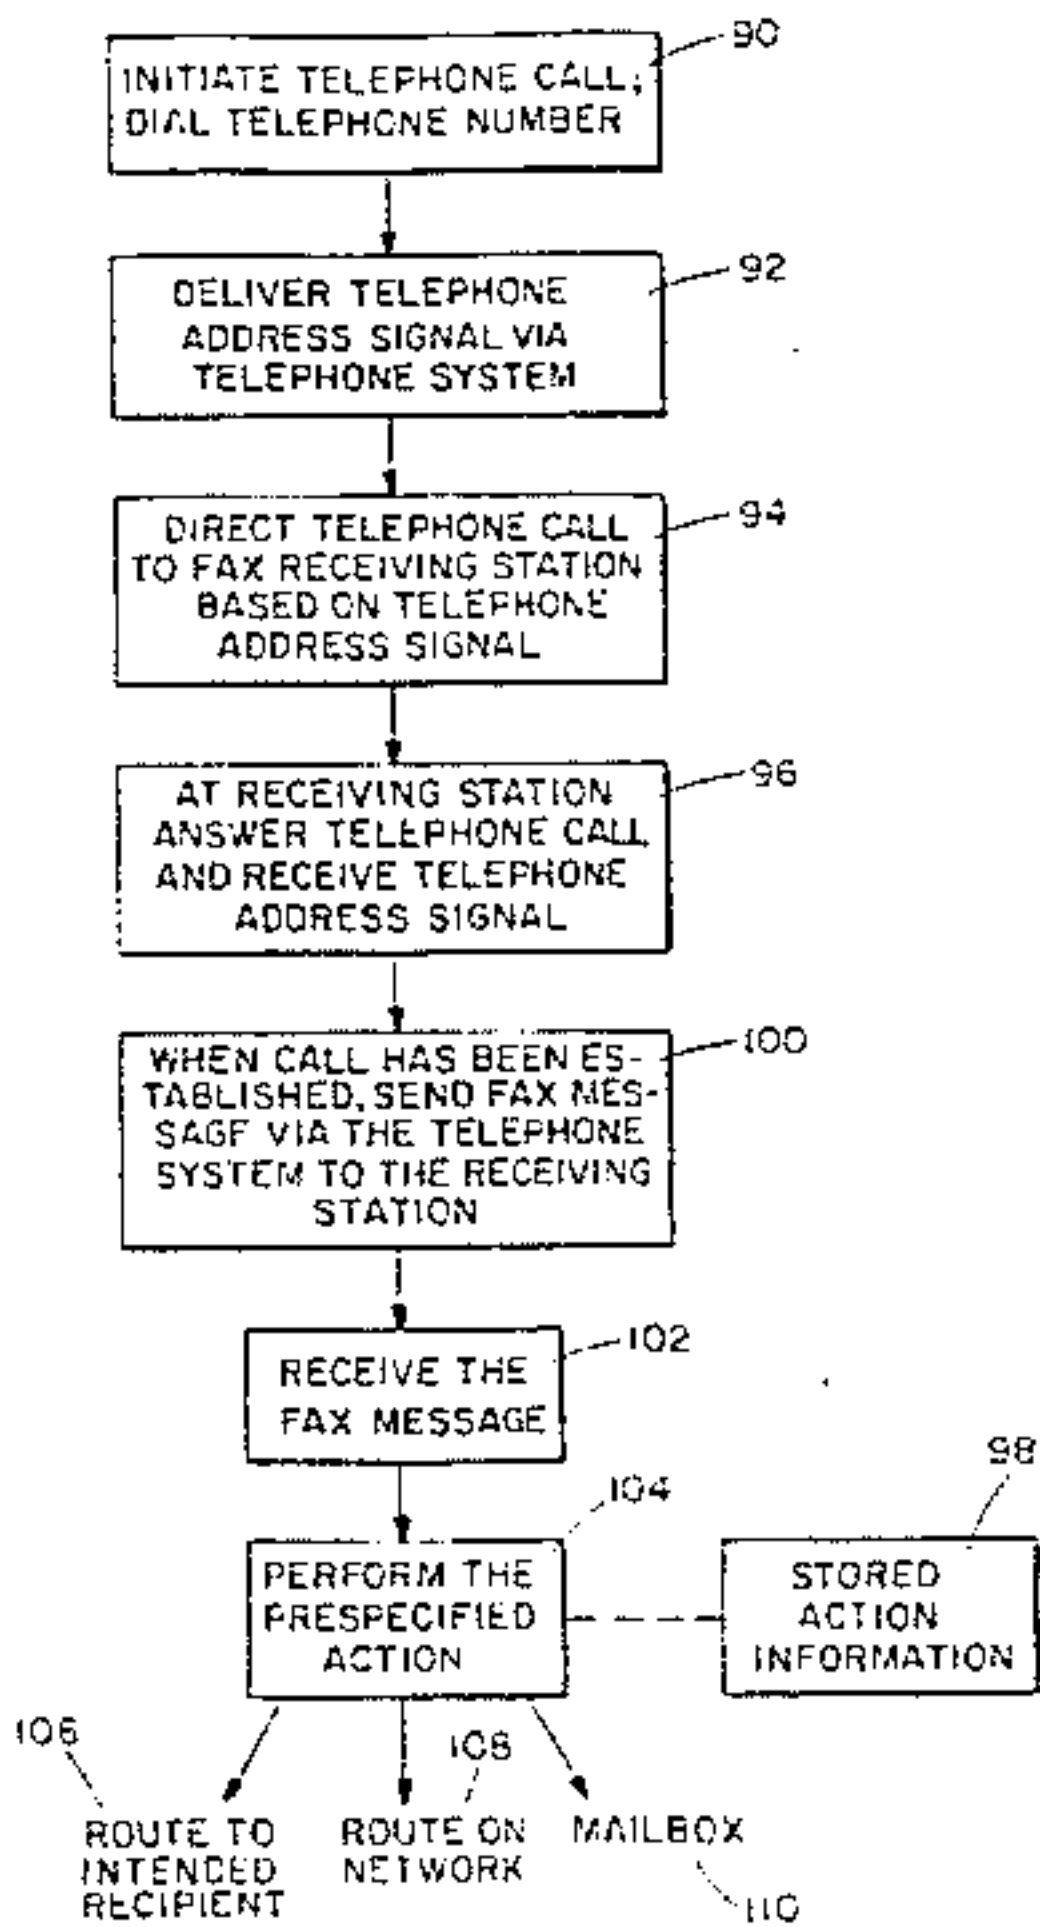 90
INITIATE TELEPHONE CALL;
DIAL TELEPHONE NUMBER
92
DELIVER TELEPHONE
ADDRESS SIGNAL VIA
TELEPHONE SYSTEM
94
DIRECT TELEPHONE CALL
TO FAX RECEIVING STATION
BASED ON TELEPHONE
ADDRESS SIGNAL
96
AT RECEIVING STATION
ANSWER TELEPHONE CALL
AND RECEIVE TELEPHONE
ADDRESS SIGNAL
100
WHEN CALL HAS BEEN ES-
TABLISHED, SEND FAX MES-
SAGE VIA THE TELEPHONE
SYSTEM TO THE RECEIVING
STATION
102
RECEIVE THE
FAX MESSAGE
104
PERFORM THE
PRESPECIFIED
ACTION
98
STORED
ACTION
INFORMATION
106
ROUTE TO
INTENDED
RECIPIENT
108
ROUTE ON
NETWORK
MAILBOX
110